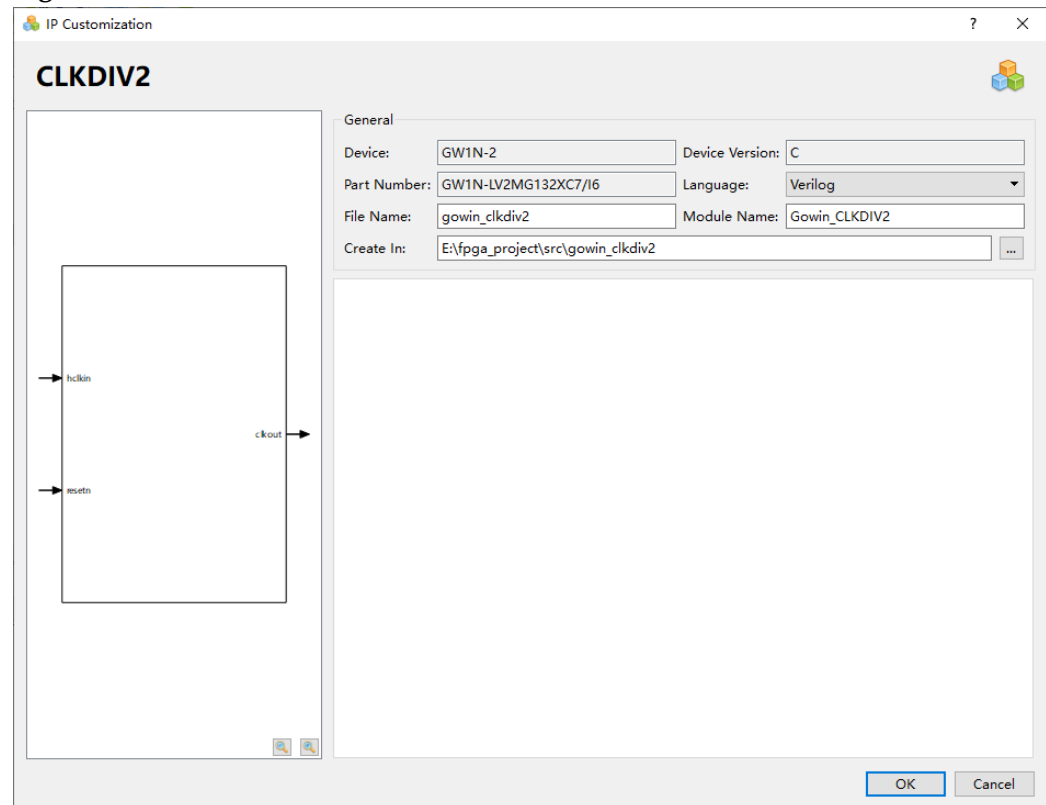 IP Customization
CLKDIV2
General
Device: GW1N-2 Device Version: C
Part Number: GW1N-LV2MG132XC7/I6 Language: Verilog
File Name: gowin_clkdiv2 Module Name: Gowin_CLKDIV2
Create In: E:\fpga_project\src\gowin_clkdiv2 ...
hclkin
clkout
resetn
OK Cancel